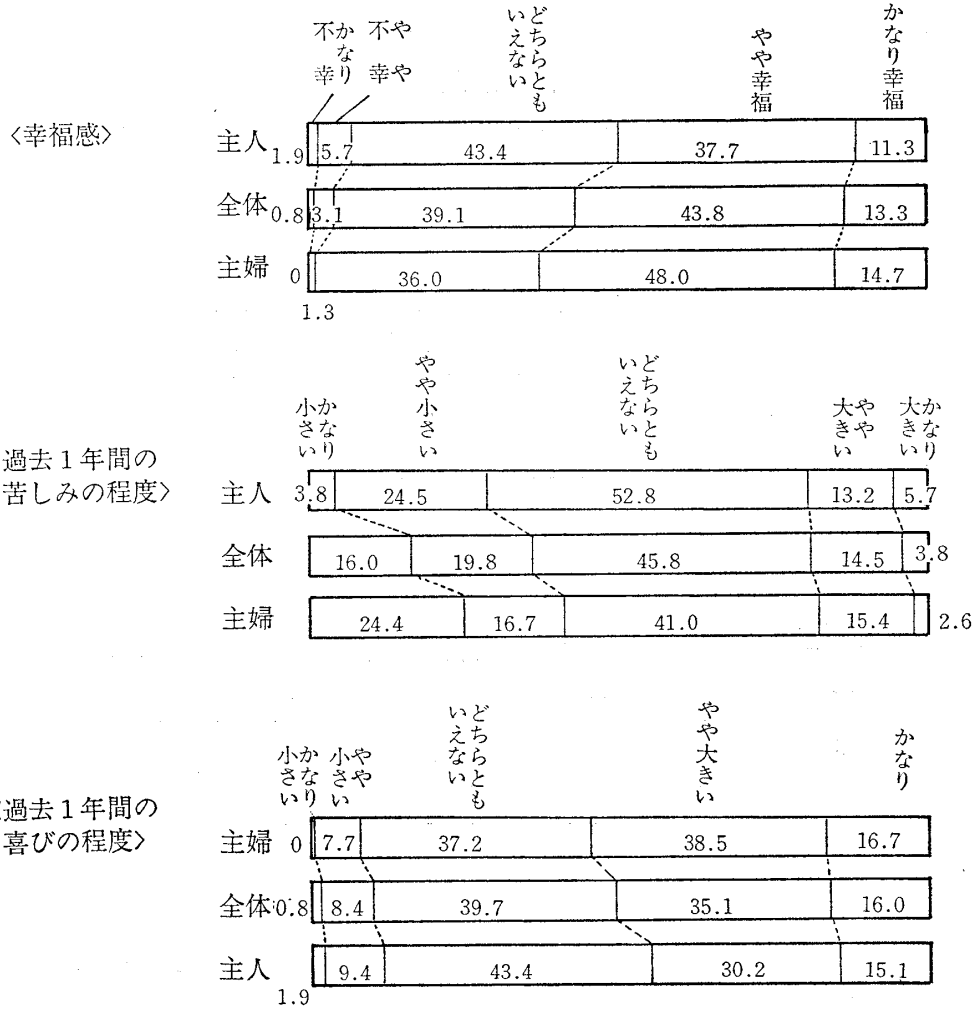 かなり不幸
やや不幸
どちらともいえない
やや幸福
かなり幸福
〈幸福感〉
主人 1.9 5.7 43.4 37.7 11.3
全体 0.8 3.1 39.1 43.8 13.3
主婦 0 36.0 48.0 14.7
1.3
かなり小さい
やや小さい
どちらともいえない
やや大きい
かなり大きい
過去1年間の
苦しみの程度〉
主人 3.8 24.5 52.8 13.2 5.7
全体 16.0 19.8 45.8 14.5 3.8
主婦 24.4 16.7 41.0 15.4 2.6
かなり小さい
やや小さい
どちらともいえない
やや大きい
かなり
過去1年間の
喜びの程度〉
主婦 0 7.7 37.2 38.5 16.7
全体 0.8 8.4 39.7 35.1 16.0
主人 9.4 43.4 30.2 15.1
1.9